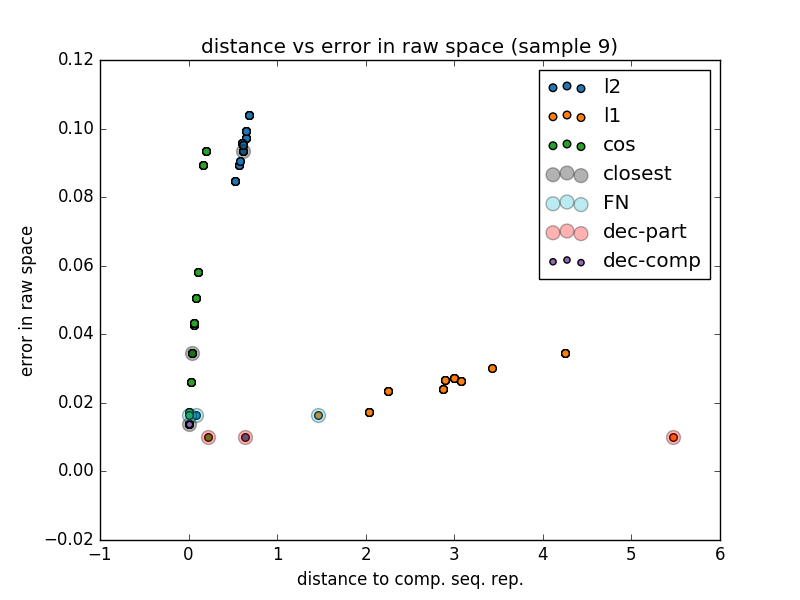 distance vs error in raw space (sample 9)
0.12
0.10
0.08
0.06
0.04
0.02
0.00
−0.02
error in raw space
l2
l1
cos
closest
FN
dec-part
dec-comp
−1 0 1 2 3 4 5 6
distance to comp. seq. rep.